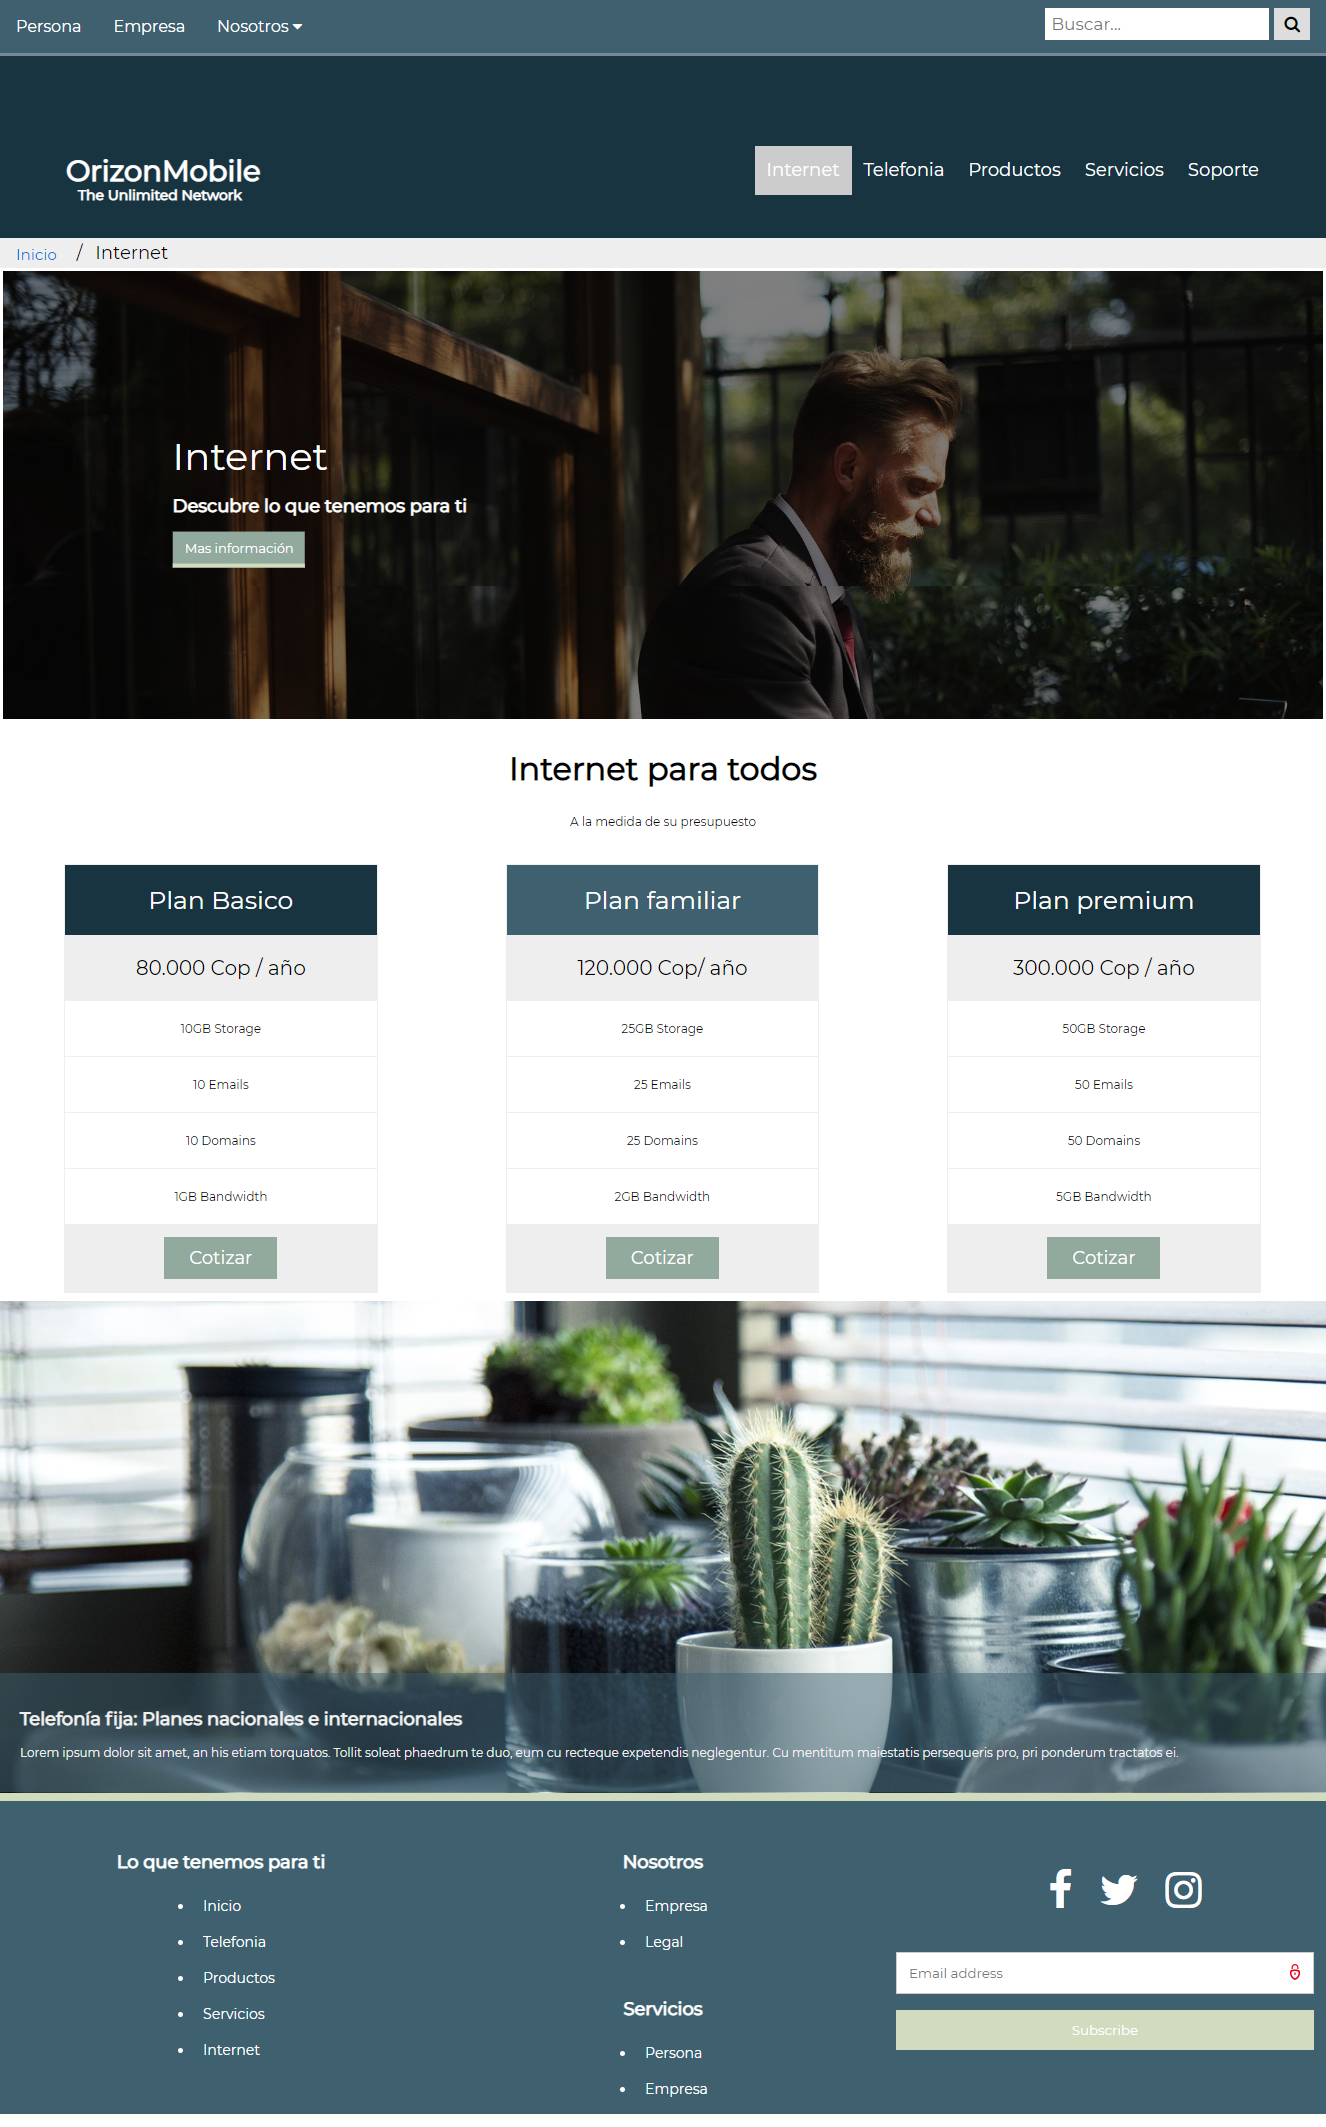 Persona Empresa Nosotros
Buscar...
OrizonMobile
The Unlimited Network
Internet Telefonia Productos Servicios Soporte
Inicio / Internet
Internet
Descubre lo que tenemos para ti
Mas información
Internet para todos
A la medida de su presupuesto
Plan Basico
80.000 Cop / año
10GB Storage
10 Emails
10 Domains
1GB Bandwidth
Cotizar
Plan familiar
120.000 Cop/ año
25GB Storage
25 Emails
25 Domains
2GB Bandwidth
Cotizar
Plan premium
300.000 Cop / año
50GB Storage
50 Emails
50 Domains
5GB Bandwidth
Cotizar
Telefonía fija: Planes nacionales e internacionales
Lorem ipsum dolor sit amet, an his etiam torquatos. Tollit soleat phaedrum te duo, eum cu recteque expetendis neglegentur. Cu mentitum maiestatis persequeris pro, pri ponderum tractatos ei.
Lo que tenemos para ti
Inicio
Telefonia
Productos
Servicios
Internet
Nosotros
Empresa
Legal
Servicios
Persona
Empresa
Email address
Subscribe